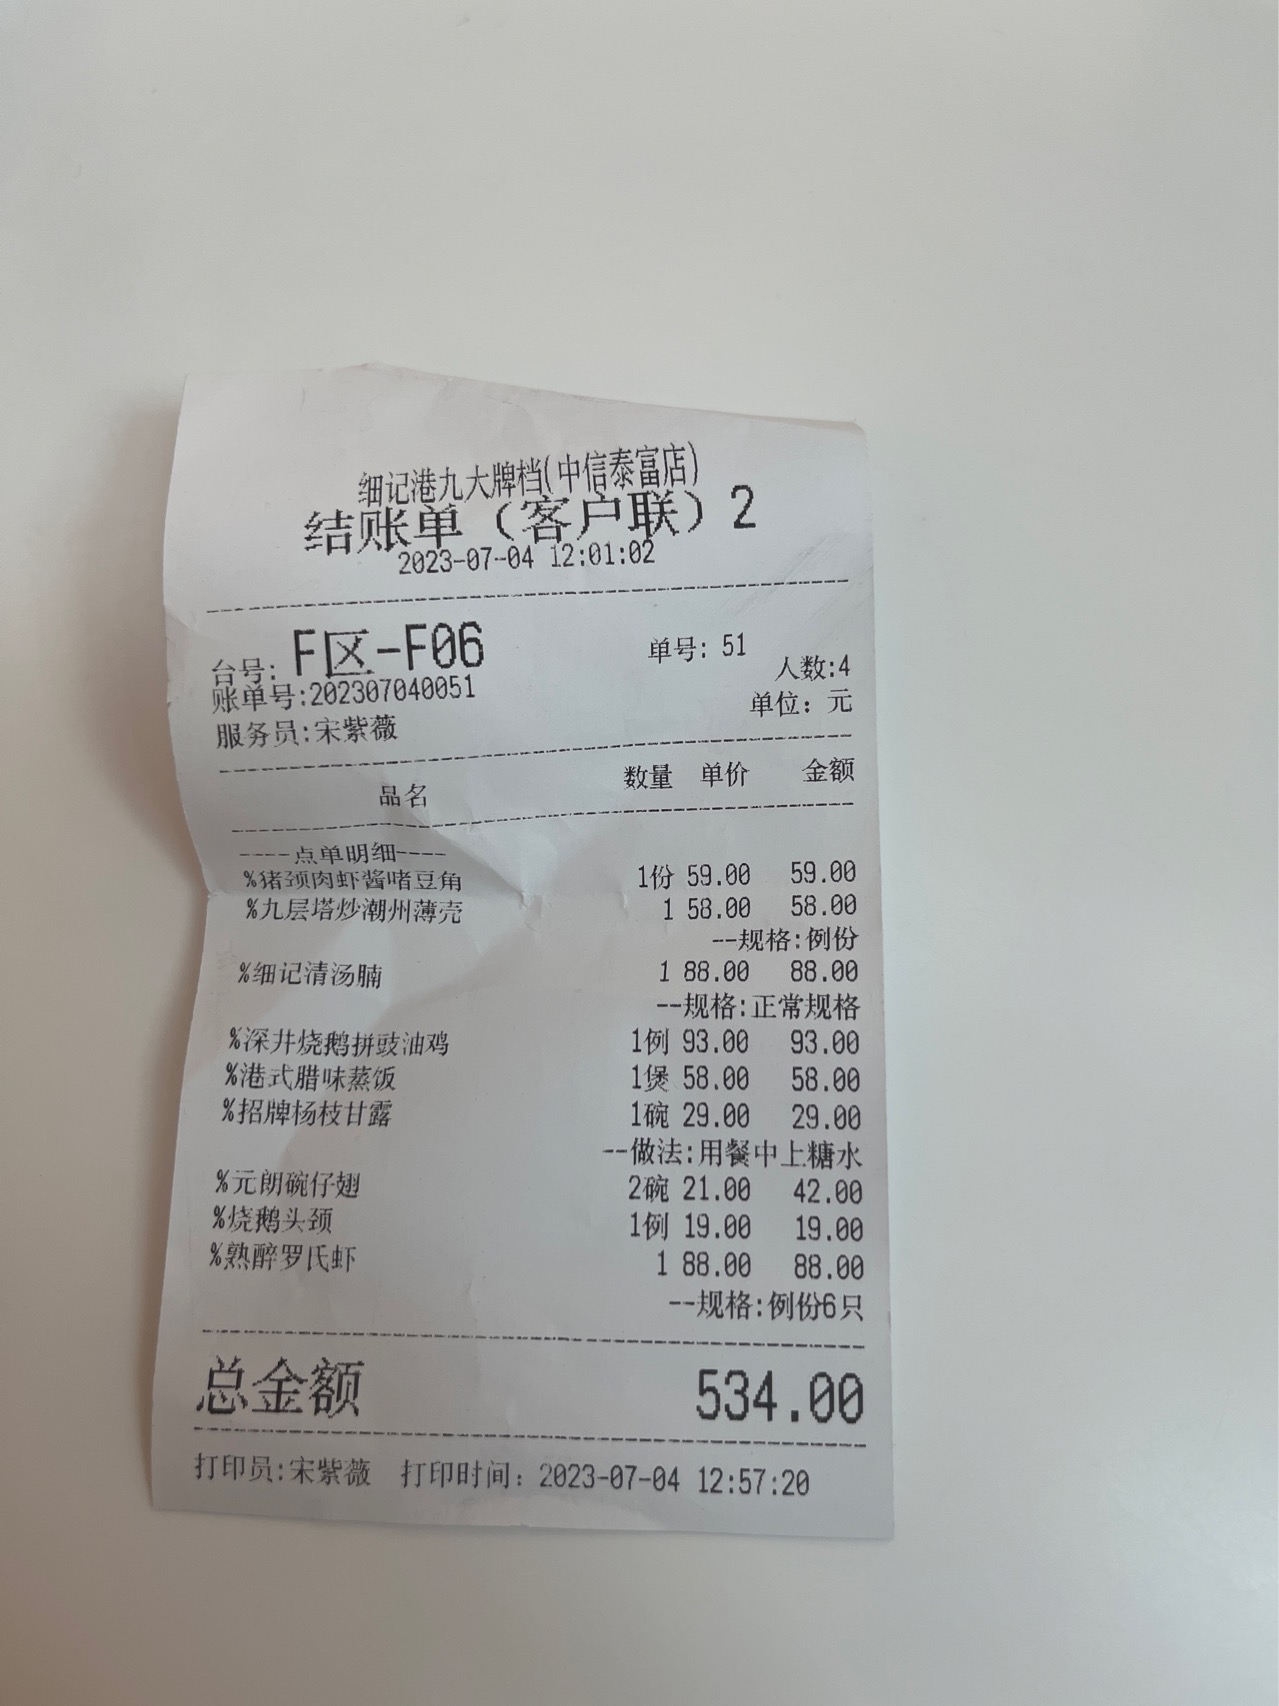 细记港九大牌档(中信泰富店)
结账单（客户联）2
2023-07-04 12:01:02
台号: F区-F06 单号: 51
人数:4
账单号:202307040051
单位：元
服务员:宋紫薇
品名 数量 单价 金额
----点单明细----
%猪颈肉虾酱啫豆角 1份 59.00 59.00
%九层塔炒潮州薄壳 1 58.00 58.00
--规格:例份
%细记清汤腩 1 88.00 88.00
--规格:正常规格
%深井烧鹅拼豉油鸡 1例 93.00 93.00
%港式腊味蒸饭 1煲 58.00 58.00
%招牌杨枝甘露 1碗 29.00 29.00
--做法:用餐中上糖水
%元朗碗仔翅 2碗 21.00 42.00
%烧鹅头颈 1例 19.00 19.00
%熟醉罗氏虾 1 88.00 88.00
--规格:例份6只
总金额 534.00
打印员:宋紫薇 打印时间：2023-07-04 12:57:20